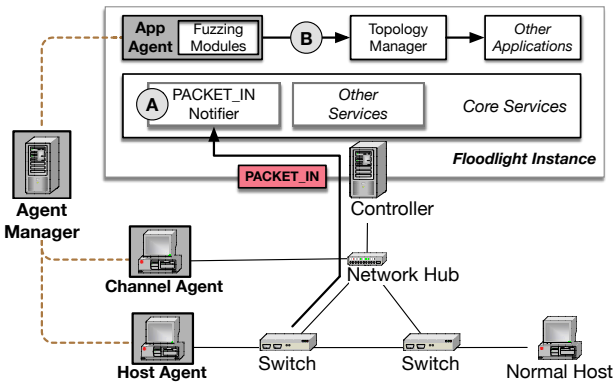 App
Agent
Fuzzing
Modules
B
Topology
Manager
Other
Applications
A
PACKET_IN
Notifier
Other
Services
Core Services
Floodlight Instance
PACKET_IN
Agent
Manager
Controller
Channel Agent
Network Hub
Host Agent
Switch
Switch
Normal Host